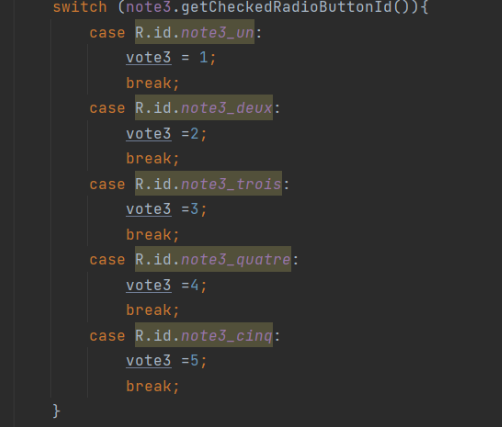 switch (note3.getCheckedRadioButtonId()){
case R.id.note3_un:
vote3 = 1;
break;
case R.id.note3_deux:
vote3 =2;
break;
case R.id.note3_trois:
vote3 =3;
break;
case R.id.note3_quatre:
vote3 =4;
break;
case R.id.note3_cinq:
vote3 =5;
break;
}